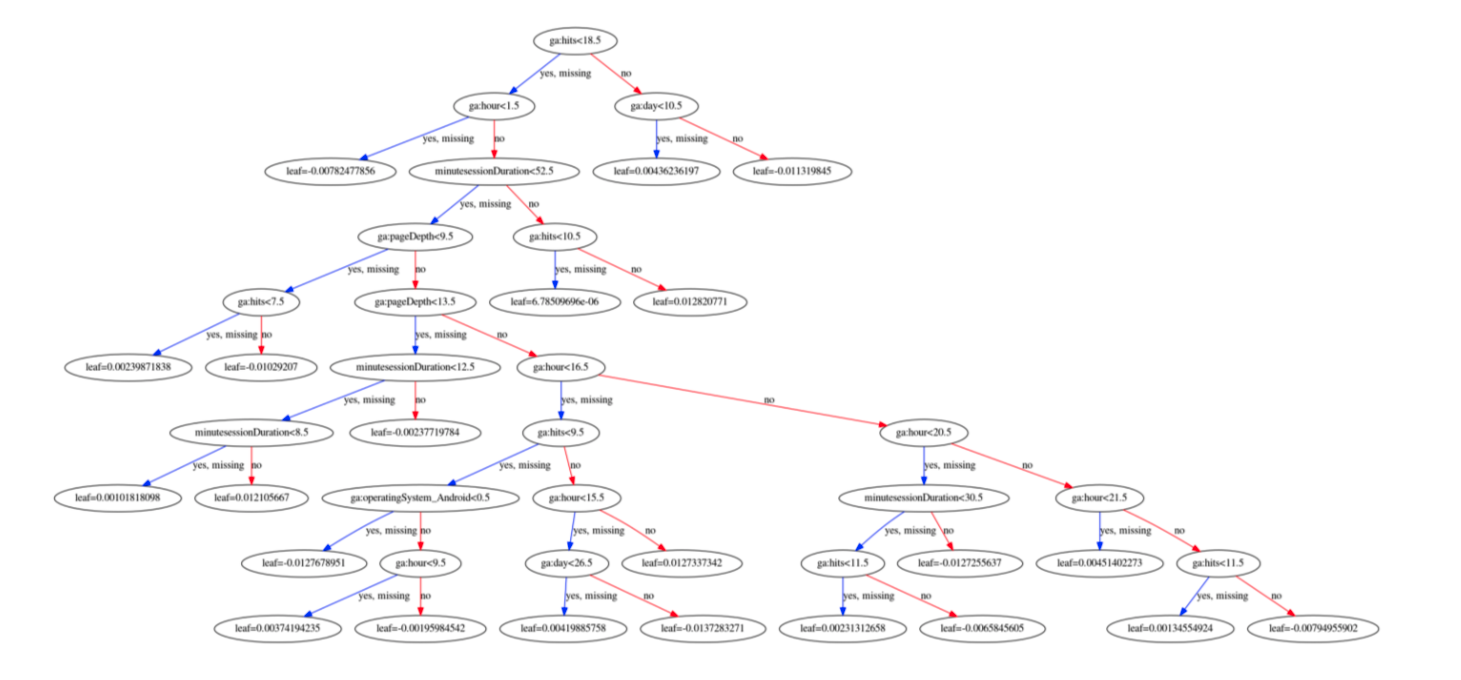 ga:hits<18.5
yes, missing no
ga:hour<1.5 ga:day<10.5
yes, missing no yes, missing no
leaf=-0.00782477856 minutesessionDuration<52.5 leaf=0.00436236197 leaf=-0.011319845
yes, missing no
ga:pageDepth<9.5 ga:hits<10.5
yes, missing no yes, missing no
ga:hits<7.5 ga:pageDepth<13.5 leaf=6.78509696e-06 leaf=0.012820771
yes, missing no yes, missing no
leaf=0.00239871838 leaf=-0.01029207 minutesessionDuration<12.5 ga:hour<16.5
yes, missing no yes, missing no
minutesessionDuration<8.5 leaf=-0.00237719784 ga:hits<9.5 ga:hour<20.5
yes, missing no yes, missing no yes, missing no
leaf=0.00101818098 leaf=0.012105667 ga:operatingSystem_Android<0.5 ga:hour<15.5 minutesessionDuration<30.5 ga:hour<21.5
yes, missing no yes, missing no yes, missing no yes, missing no
leaf=-0.0127678951 ga:hour<9.5 ga:day<26.5 leaf=0.0127337342 ga:hits<11.5 leaf=-0.0127255637 leaf=0.00451402273 ga:hits<11.5
yes, missing no yes, missing no yes, missing no yes, missing no
leaf=0.00374194235 leaf=-0.00195984542 leaf=0.00419885758 leaf=-0.0137283271 leaf=0.00231312658 leaf=-0.0065845605 leaf=0.00134554924 leaf=-0.00794955902